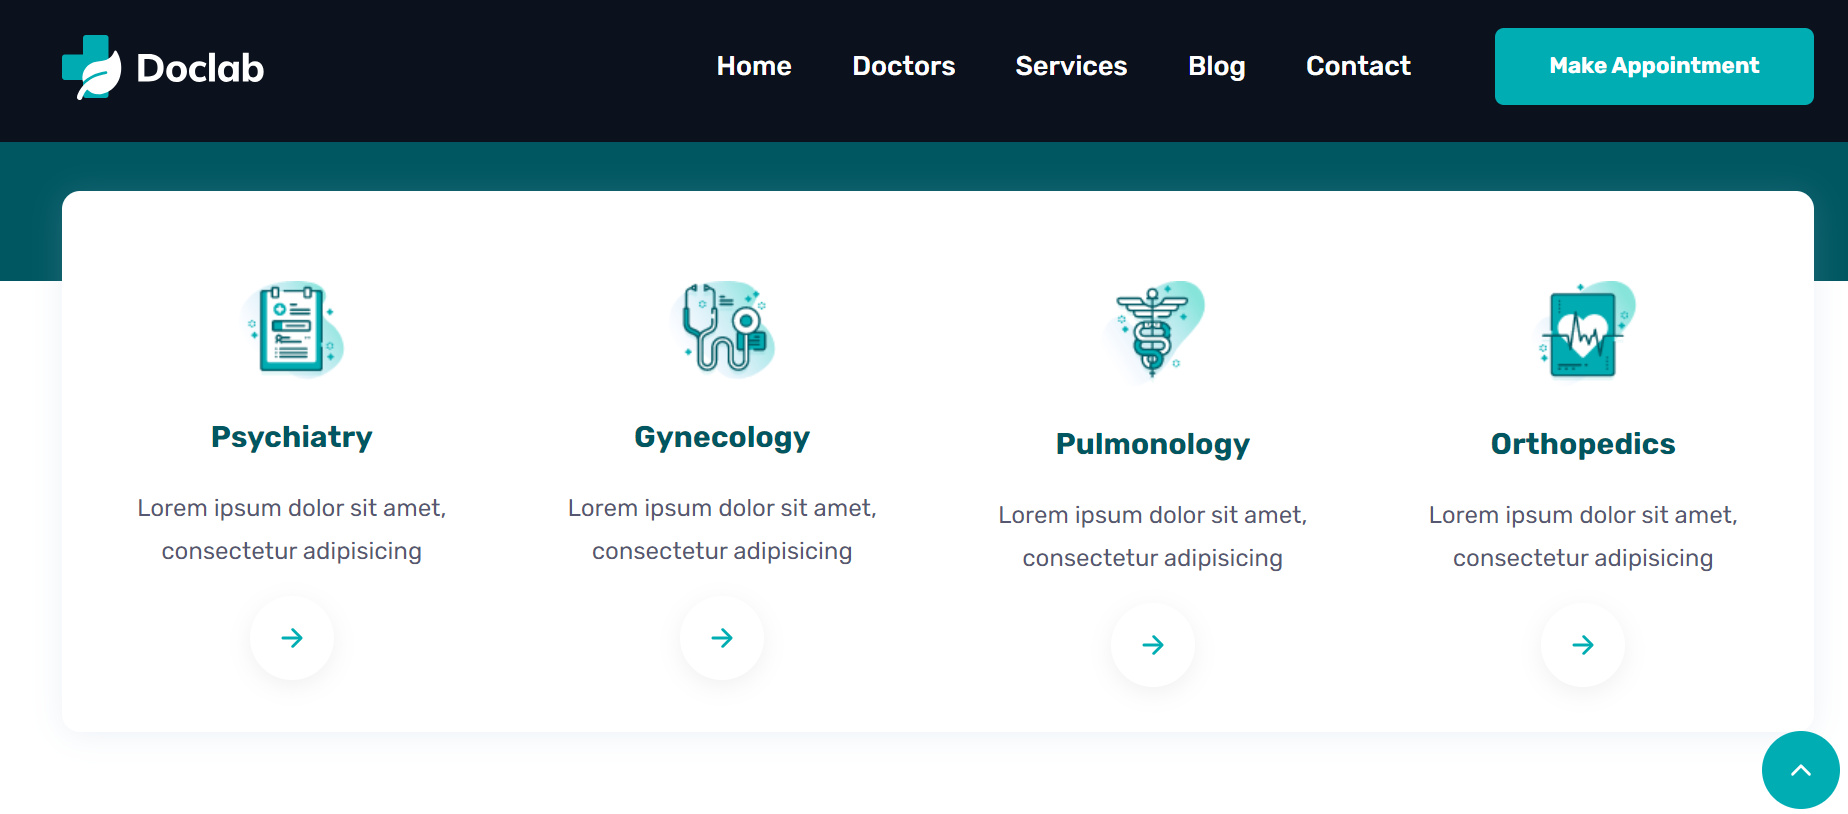 Doclab
Home
Doctors
Services
Blog
Contact
Make Appointment
Psychiatry
Lorem ipsum dolor sit amet,
consectetur adipisicing
Gynecology
Lorem ipsum dolor sit amet,
consectetur adipisicing
Pulmonology
Lorem ipsum dolor sit amet,
consectetur adipisicing
Orthopedics
Lorem ipsum dolor sit amet,
consectetur adipisicing